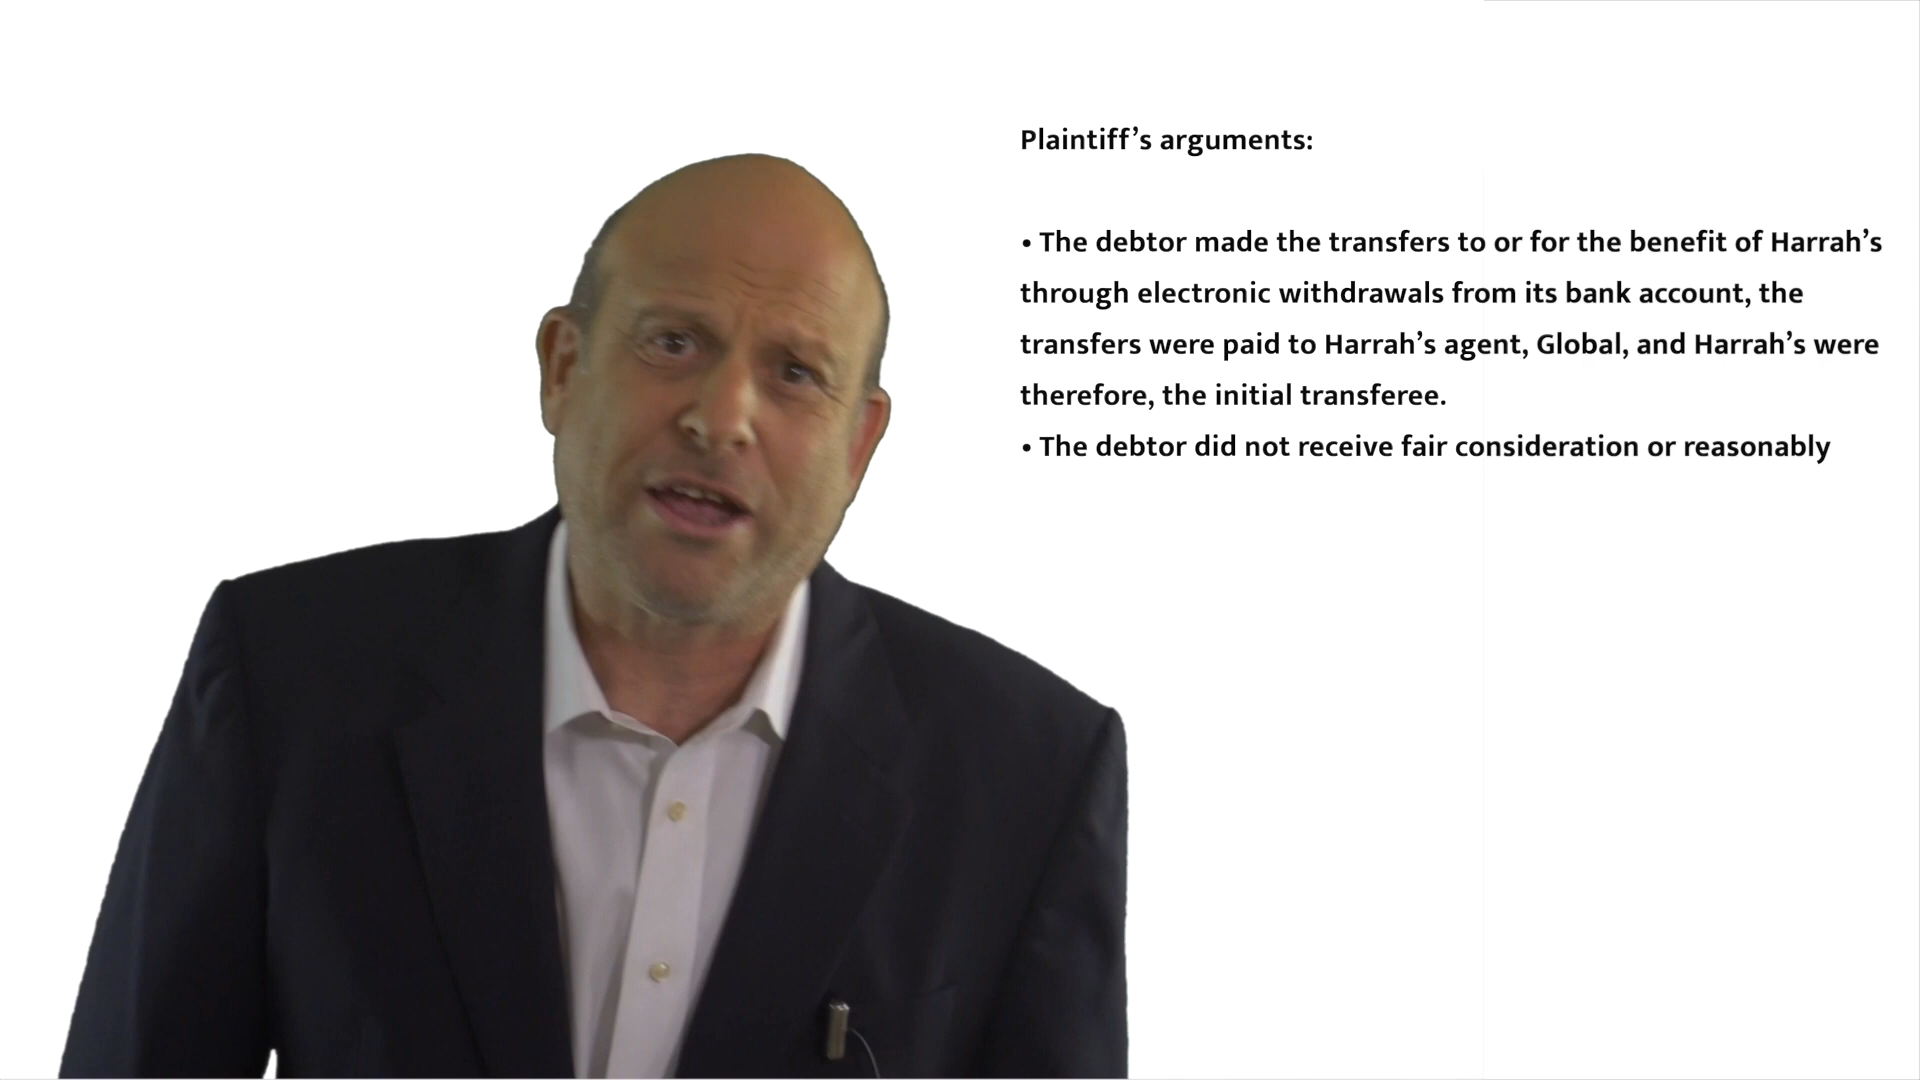 Plaintiff’s arguments:
• The debtor made the transfers to or for the benefit of Harrah’s
through electronic withdrawals from its bank account, the
transfers were paid to Harrah’s agent, Global, and Harrah’s were
therefore, the initial transferee.
• The debtor did not receive fair consideration or reasonably